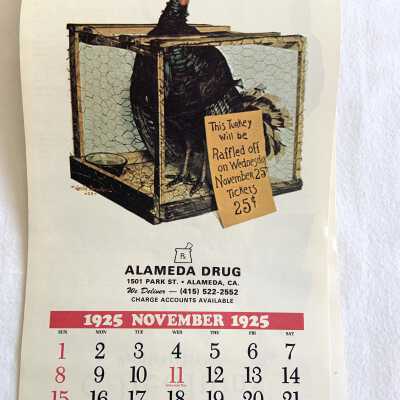 This Turkey
will be
Raffled off
on Wednesday
November 25
Tickets
25¢
Rx
ALAMEDA DRUG
1501 PARK ST. • ALAMEDA, CA.
We Deliver — (415) 522-2552
CHARGE ACCOUNTS AVAILABLE
1925 NOVEMBER 1925
SUN MON TUE WED THU FRI SAT
1 2 3 4 5 6 7
8 9 10 11 12 13 14
15 16 17 18 19 20 21